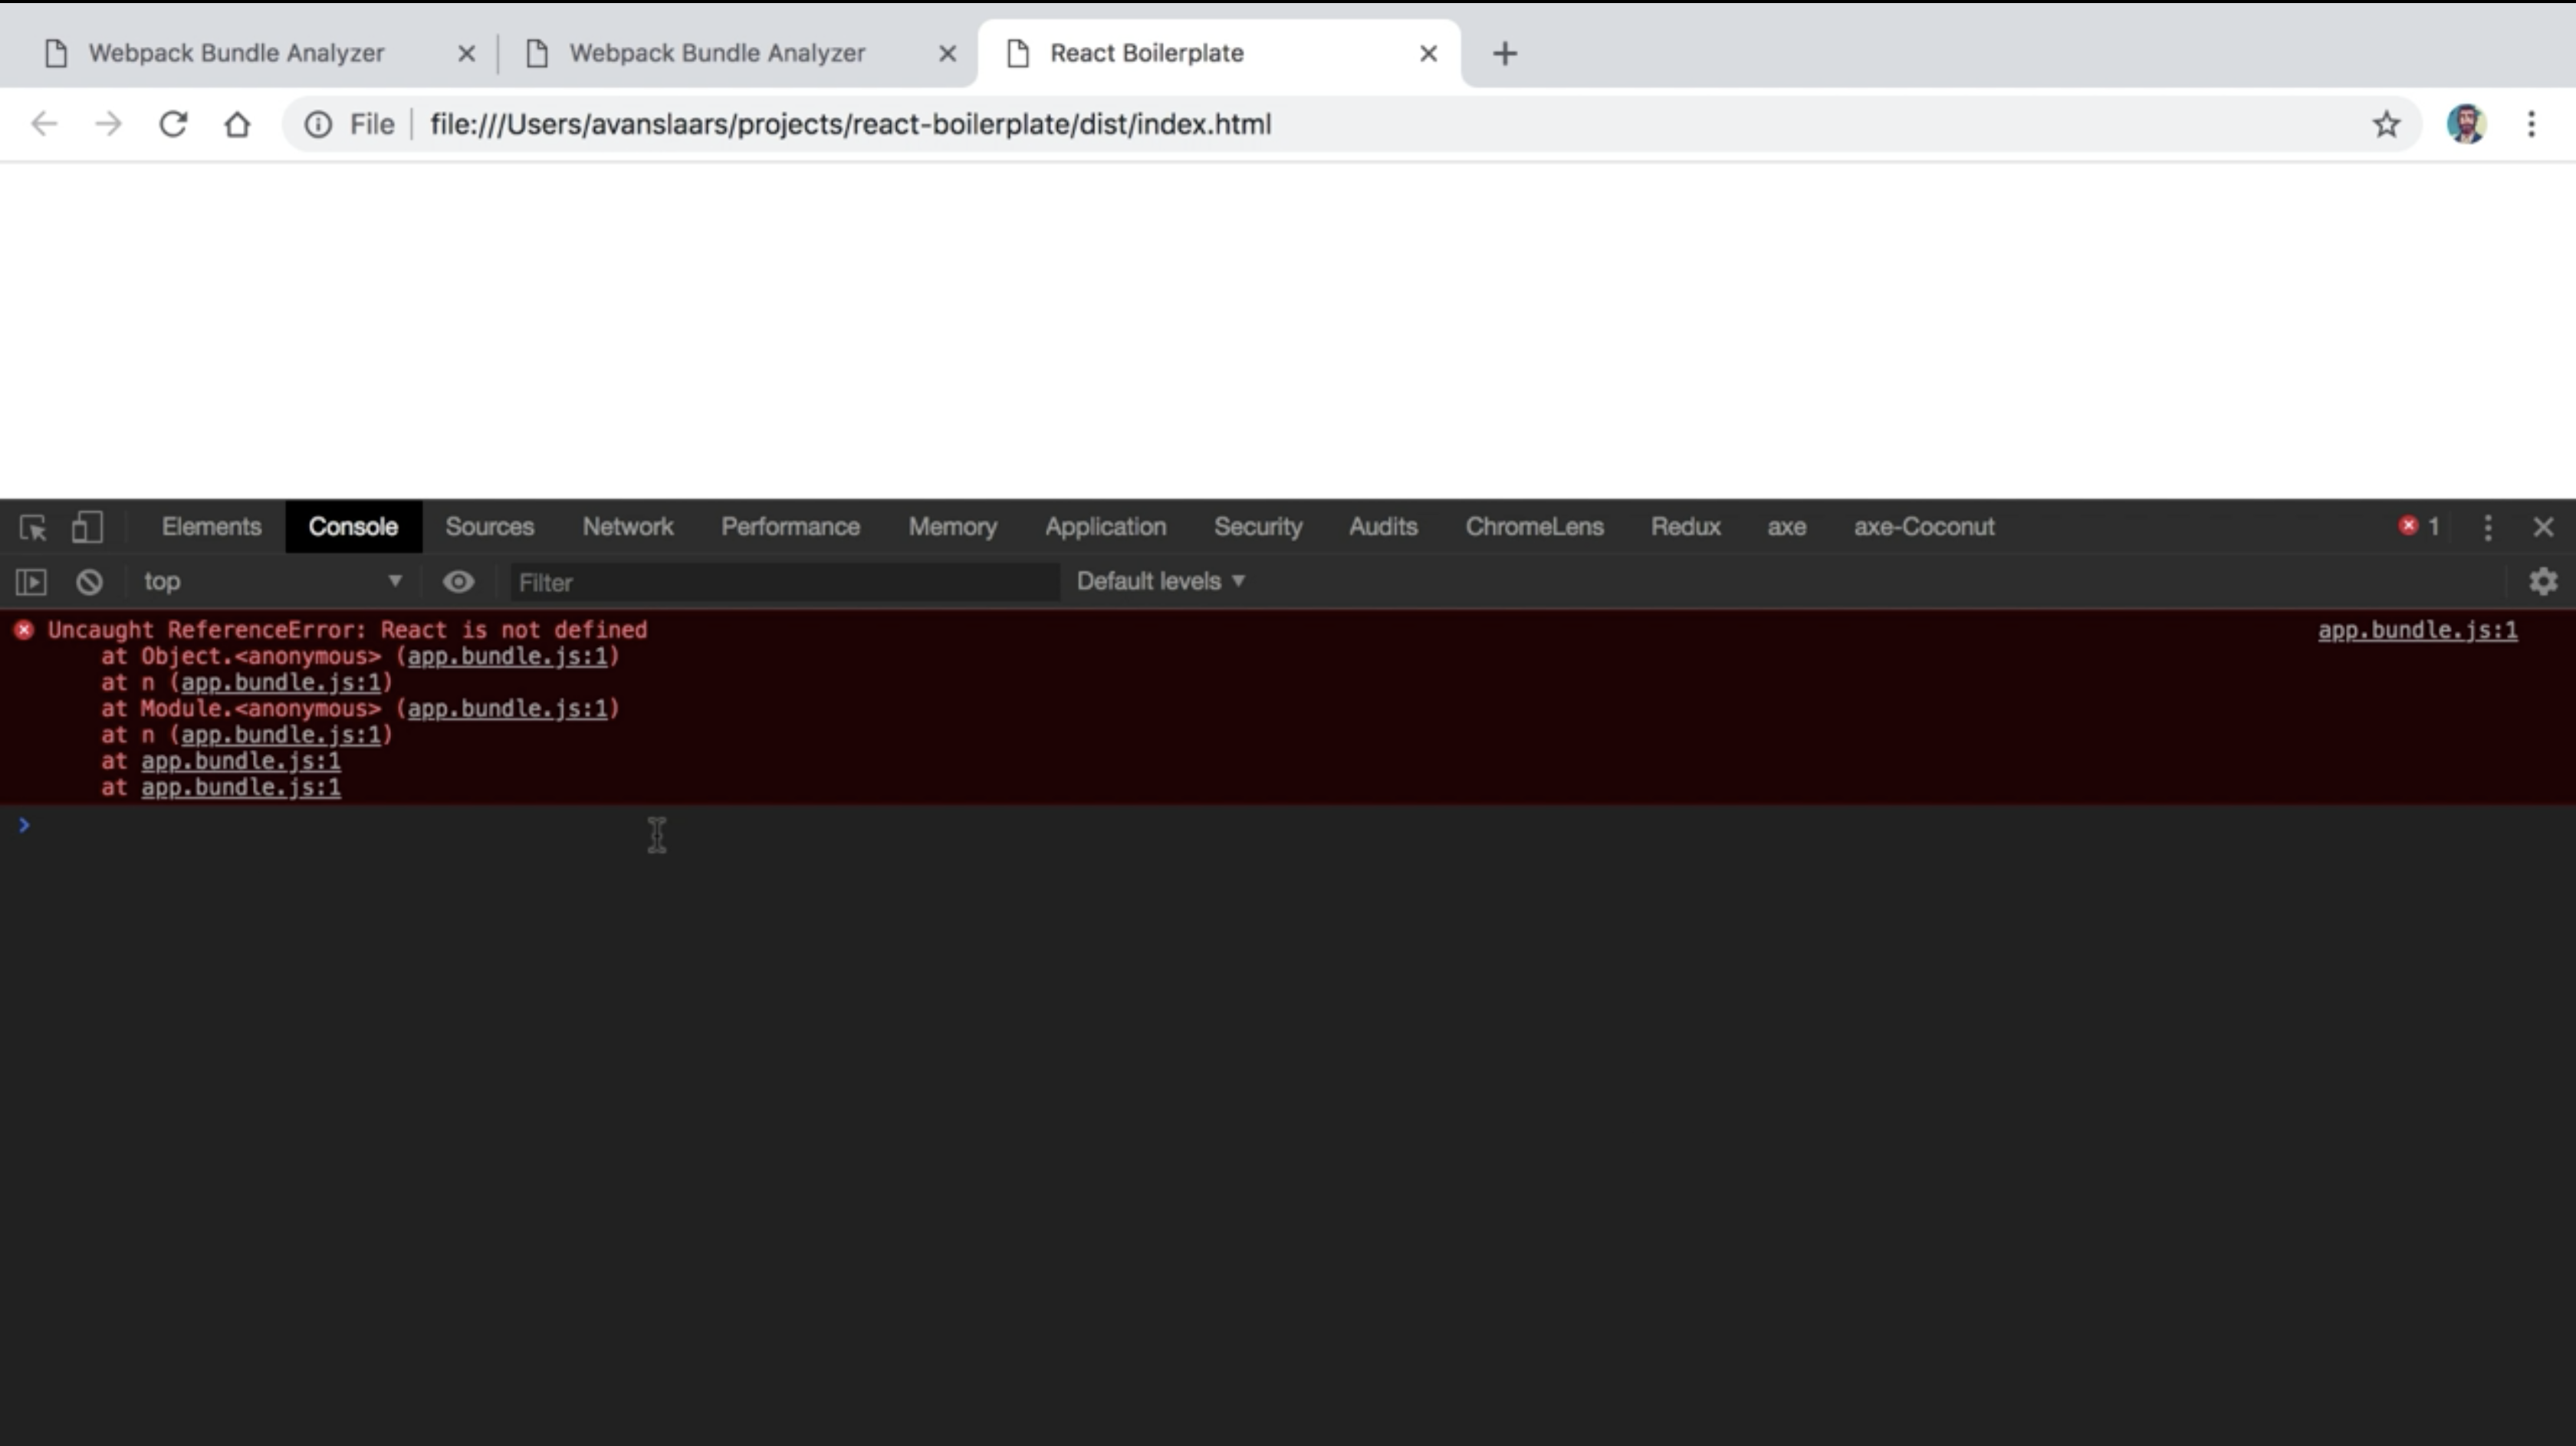 Webpack Bundle Analyzer Webpack Bundle Analyzer React Boilerplate
File file:///Users/avanslaars/projects/react-boilerplate/dist/index.html
Elements Console Sources Network Performance Memory Application Security Audits ChromeLens Redux axe axe-Coconut 1
top Filter Default levels
Uncaught ReferenceError: React is not defined app.bundle.js:1
at Object.<anonymous> (app.bundle.js:1)
at n (app.bundle.js:1)
at Module.<anonymous> (app.bundle.js:1)
at n (app.bundle.js:1)
at app.bundle.js:1
at app.bundle.js:1